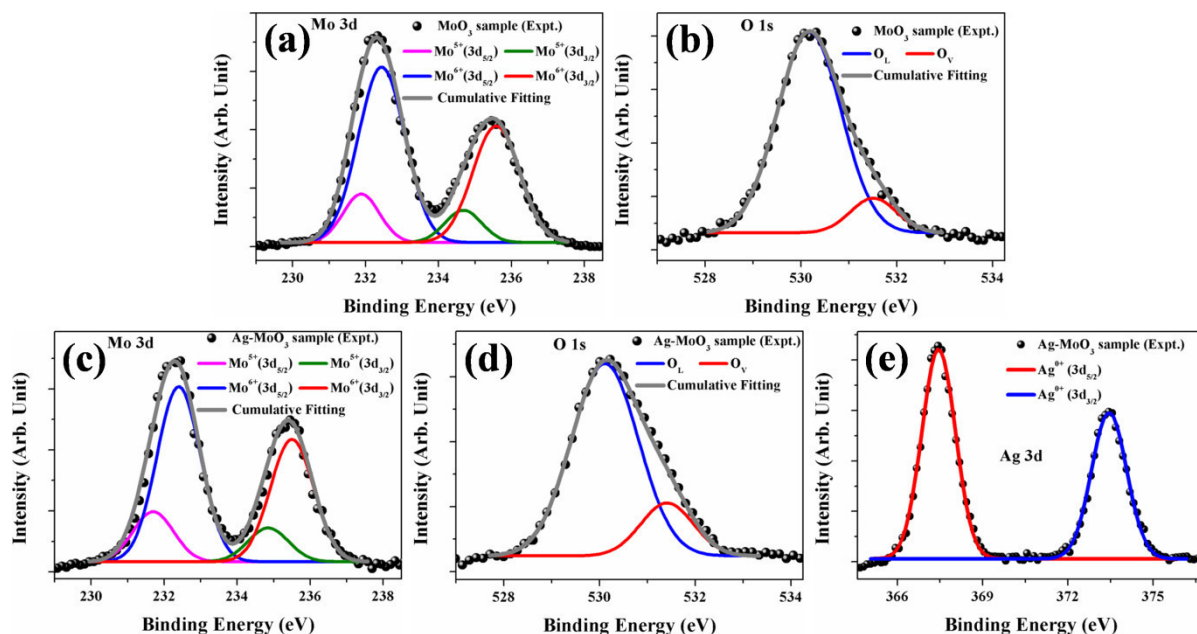 (a)
Mo 3d
MoO₃ sample (Expt.)
Mo⁵⁺(3d₅/₂) Mo⁵⁺(3d₃/₂)
Mo⁶⁺(3d₅/₂) Mo⁶⁺(3d₃/₂)
Cumulative Fitting
Intensity (Arb. Unit)
230 232 234 236 238
Binding Energy (eV)
(b)
O 1s
MoO₃ sample (Expt.)
O_L O_V
Cumulative Fitting
Intensity (Arb. Unit)
528 530 532 534
Binding Energy (eV)
(c)
Mo 3d
Ag-MoO₃ sample (Expt.)
Mo⁵⁺(3d₅/₂) Mo⁵⁺(3d₃/₂)
Mo⁶⁺(3d₅/₂) Mo⁶⁺(3d₃/₂)
Cumulative Fitting
Intensity (Arb. Unit)
230 232 234 236 238
Binding Energy (eV)
(d)
O 1s
Ag-MoO₃ sample (Expt.)
O_L O_V
Cumulative Fitting
Intensity (Arb. Unit)
528 530 532 534
Binding Energy (eV)
(e)
Ag-MoO₃ sample (Expt.)
Ag⁰⁺ (3d₅/₂)
Ag⁰⁺ (3d₃/₂)
Ag 3d
Intensity (Arb. Unit)
366 369 372 375
Binding Energy (eV)